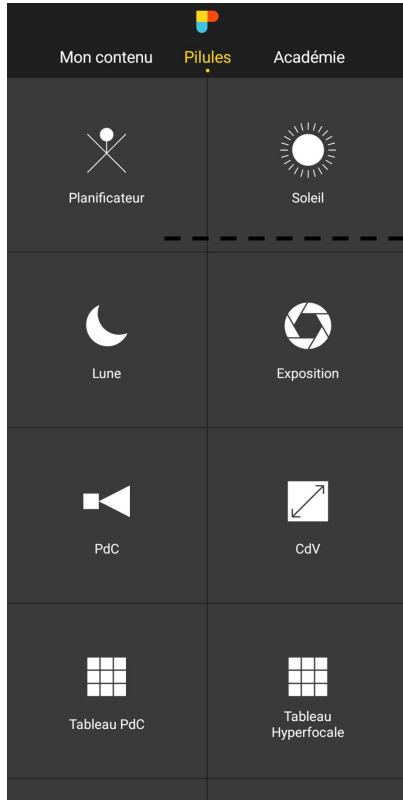 Mon contenu Pilules Académie
Planificateur Soleil
Lune Exposition
PdC CdV
Tableau PdC Tableau
Hyperfocale